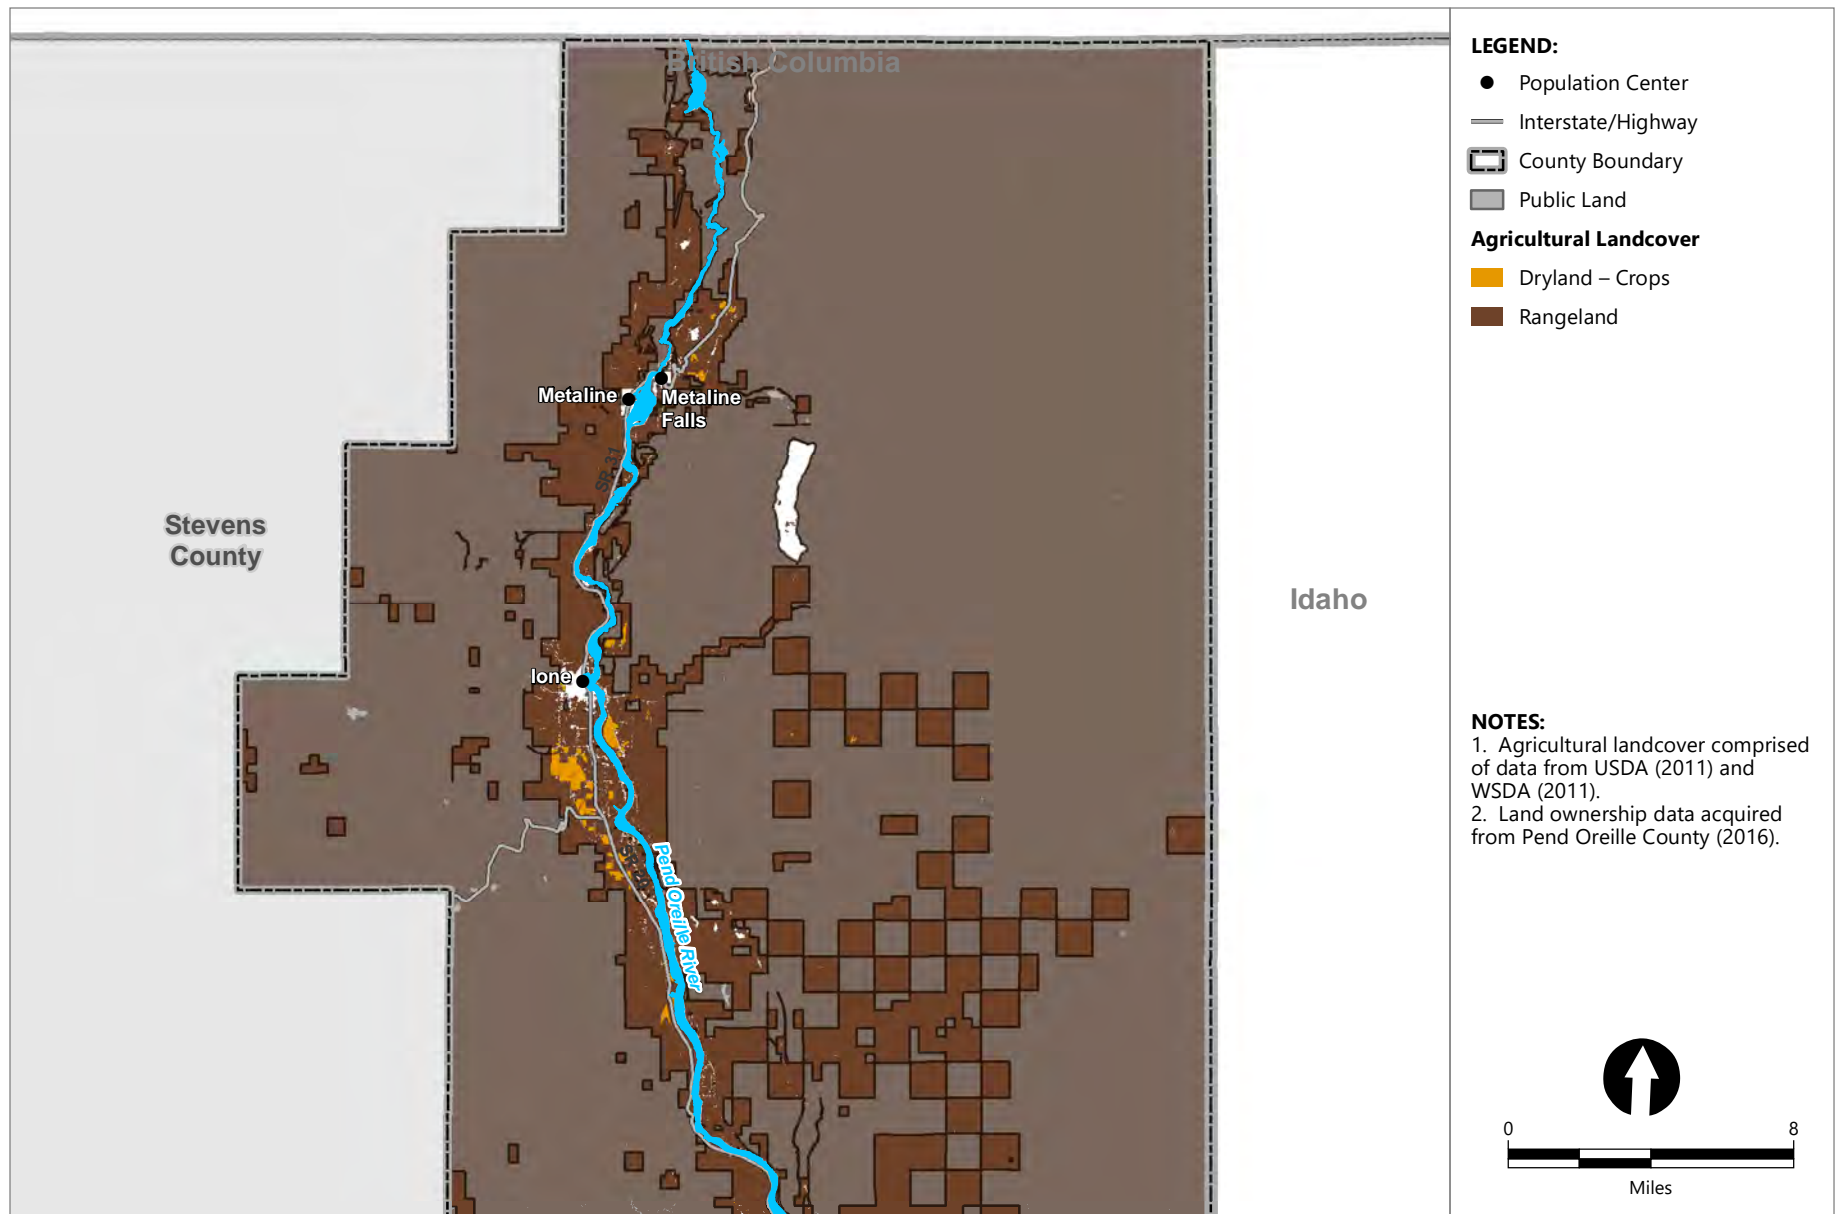 British Columbia
Metaline
Metaline
Falls
SR 31
Stevens
County
Idaho
Ione
Pend Oreille River
LEGEND:
Population Center
Interstate/Highway
County Boundary
Public Land
Agricultural Landcover
Dryland – Crops
Rangeland
NOTES:
1. Agricultural landcover comprised
of data from USDA (2011) and
WSDA (2011).
2. Land ownership data acquired
from Pend Oreille County (2016).
0 8
Miles